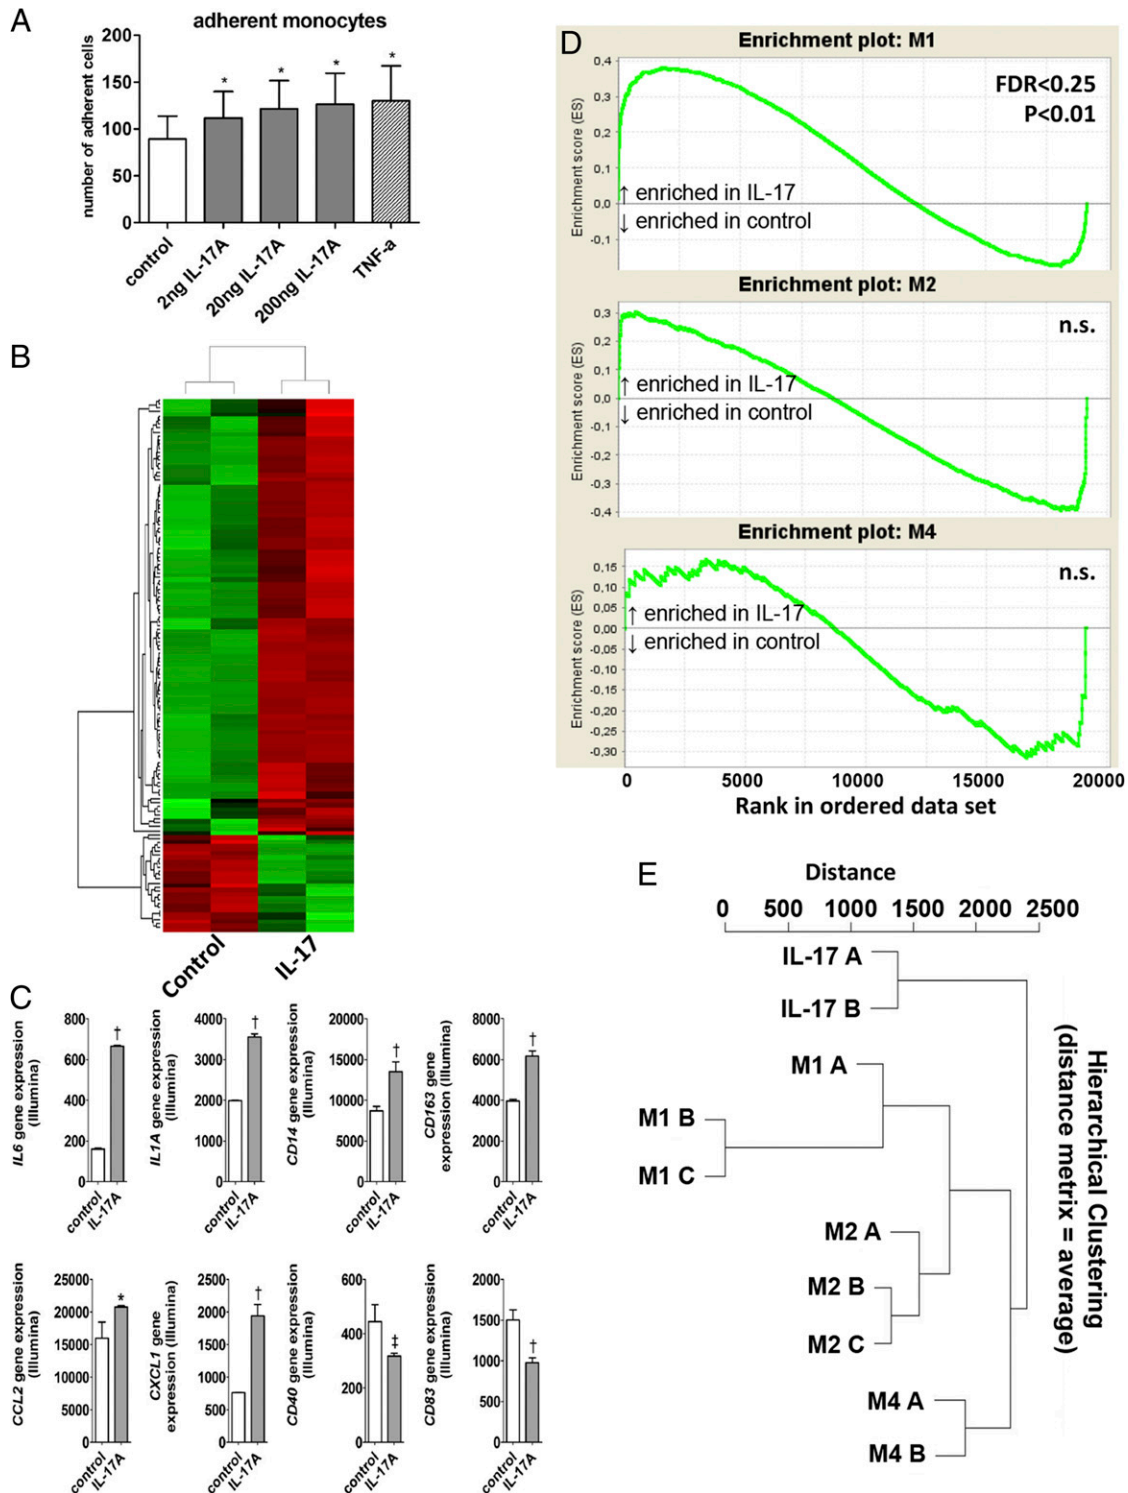 A
adherent monocytes
number of adherent cells
200
150
100
50
0
*
*
*
*
control
2ng IL-17A
20ng IL-17A
200ng IL-17A
TNF-a
B
Control
IL-17
C
IL6 gene expression
(Illumina)
800
600
400
200
0
†
control
IL-17A
IL1A gene expression
(Illumina)
4000
3000
2000
1000
0
†
control
IL-17A
CD14 gene expression
(Illumina)
20000
15000
10000
5000
0
†
control
IL-17A
CD163 gene
expression (Illumina)
8000
6000
4000
2000
0
†
control
IL-17A
CCL2 gene expression
(Illumina)
25000
20000
15000
10000
5000
0
*
control
IL-17A
CXCL1 gene
expression (Illumina)
2500
2000
1500
1000
500
0
†
control
IL-17A
CD40 gene expression
(Illumina)
600
400
200
0
‡
control
IL-17A
CD83 gene expression
(Illumina)
2000
1500
1000
500
0
†
control
IL-17A
D
Enrichment plot: M1
Enrichment score (ES)
0,4
0,3
0,2
0,1
0,0
-0,1
FDR<0.25
P<0.01
↑ enriched in IL-17
↓ enriched in control
Enrichment plot: M2
Enrichment score (ES)
0,3
0,2
0,1
0,0
-0,1
-0,2
-0,3
-0,4
n.s.
↑ enriched in IL-17
↓ enriched in control
Enrichment plot: M4
Enrichment score (ES)
0,15
0,10
0,05
0,00
-0,05
-0,10
-0,15
-0,20
-0,25
-0,30
n.s.
↑ enriched in IL-17
↓ enriched in control
0 5000 10000 15000 20000
Rank in ordered data set
E
Distance
0 500 1000 1500 2000 2500
IL-17 A
IL-17 B
M1 A
M1 B
M1 C
M2 A
M2 B
M2 C
M4 A
M4 B
Hierarchical Clustering
(distance metrix = average)